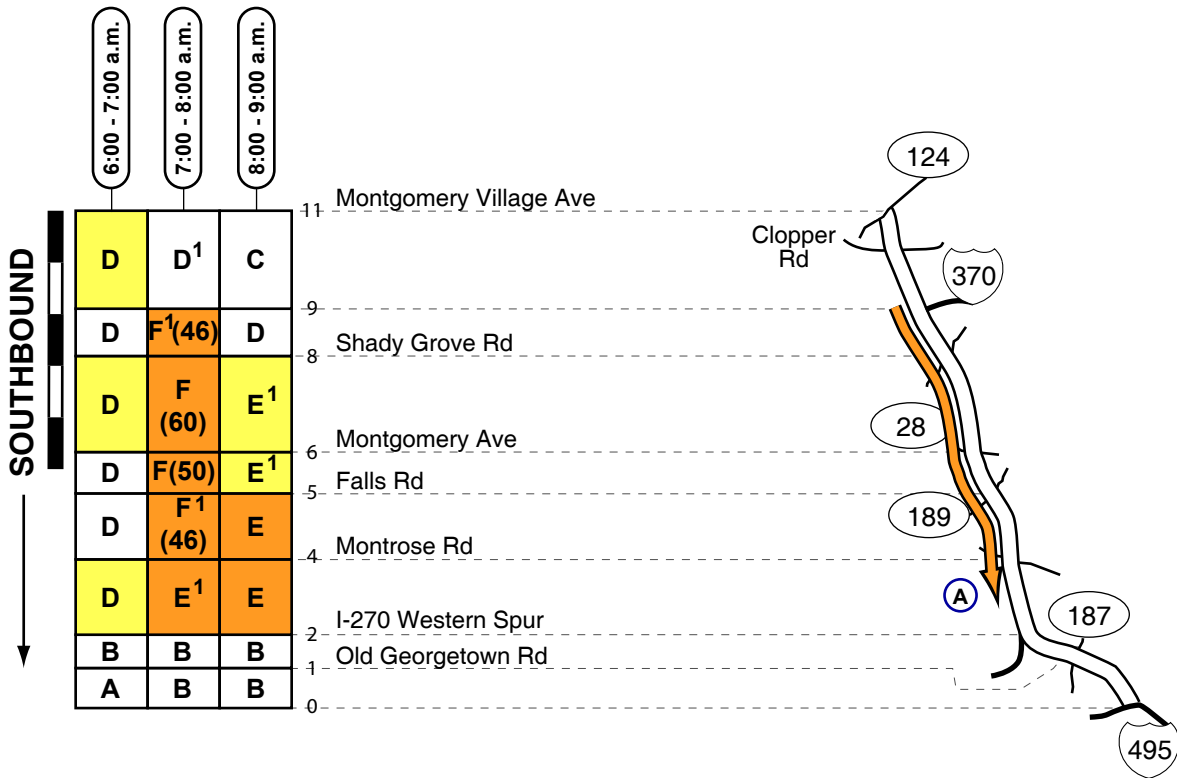 6:00 - 7:00 a.m.
7:00 - 8:00 a.m.
8:00 - 9:00 a.m.
SOUTHBOUND
D D¹ C
D F¹(46) D
D F (60) E¹
D F(50) E¹
D F¹ (46) E
D E¹ E
B B B
A B B
11 Montgomery Village Ave
9
8 Shady Grove Rd
6 Montgomery Ave
5 Falls Rd
4 Montrose Rd
2 I-270 Western Spur
1 Old Georgetown Rd
0
124
Clopper
Rd
370
28
189
A
187
495